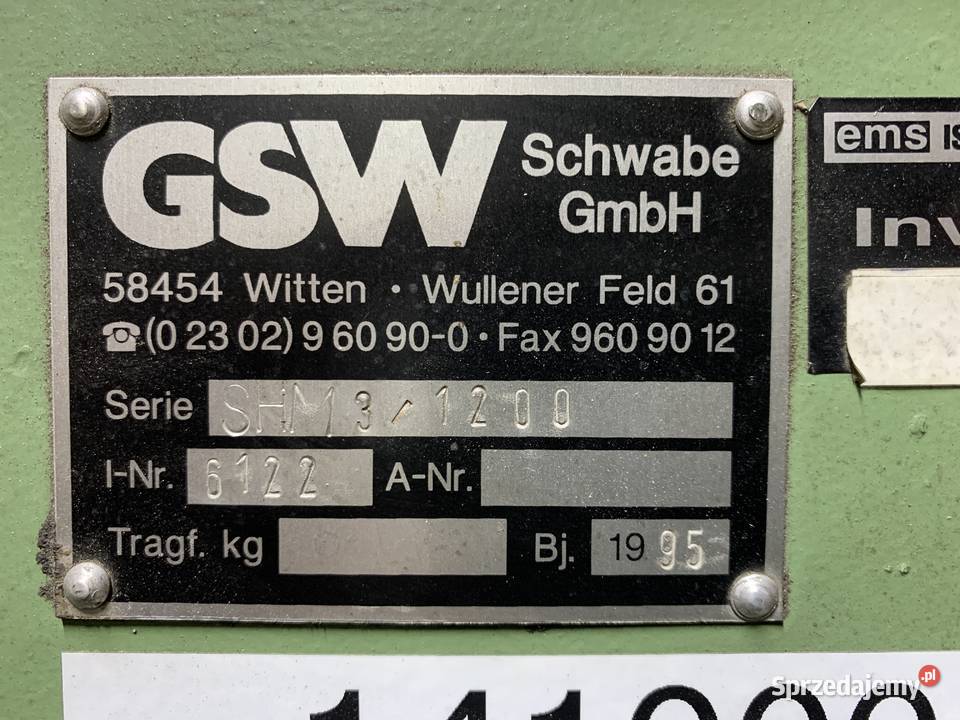 GSW Schwabe
GmbH
58454 Witten · Wullener Feld 61
☎(0 23 02) 9 60 90-0 · Fax 960 90 12
Serie SHM 3/1200
I-Nr. 6122 A-Nr.
Tragf. kg Bj. 1995
ems
Sprzedajemy.pl